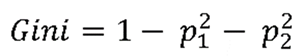 Gini = 1 − p₁² − p₂²